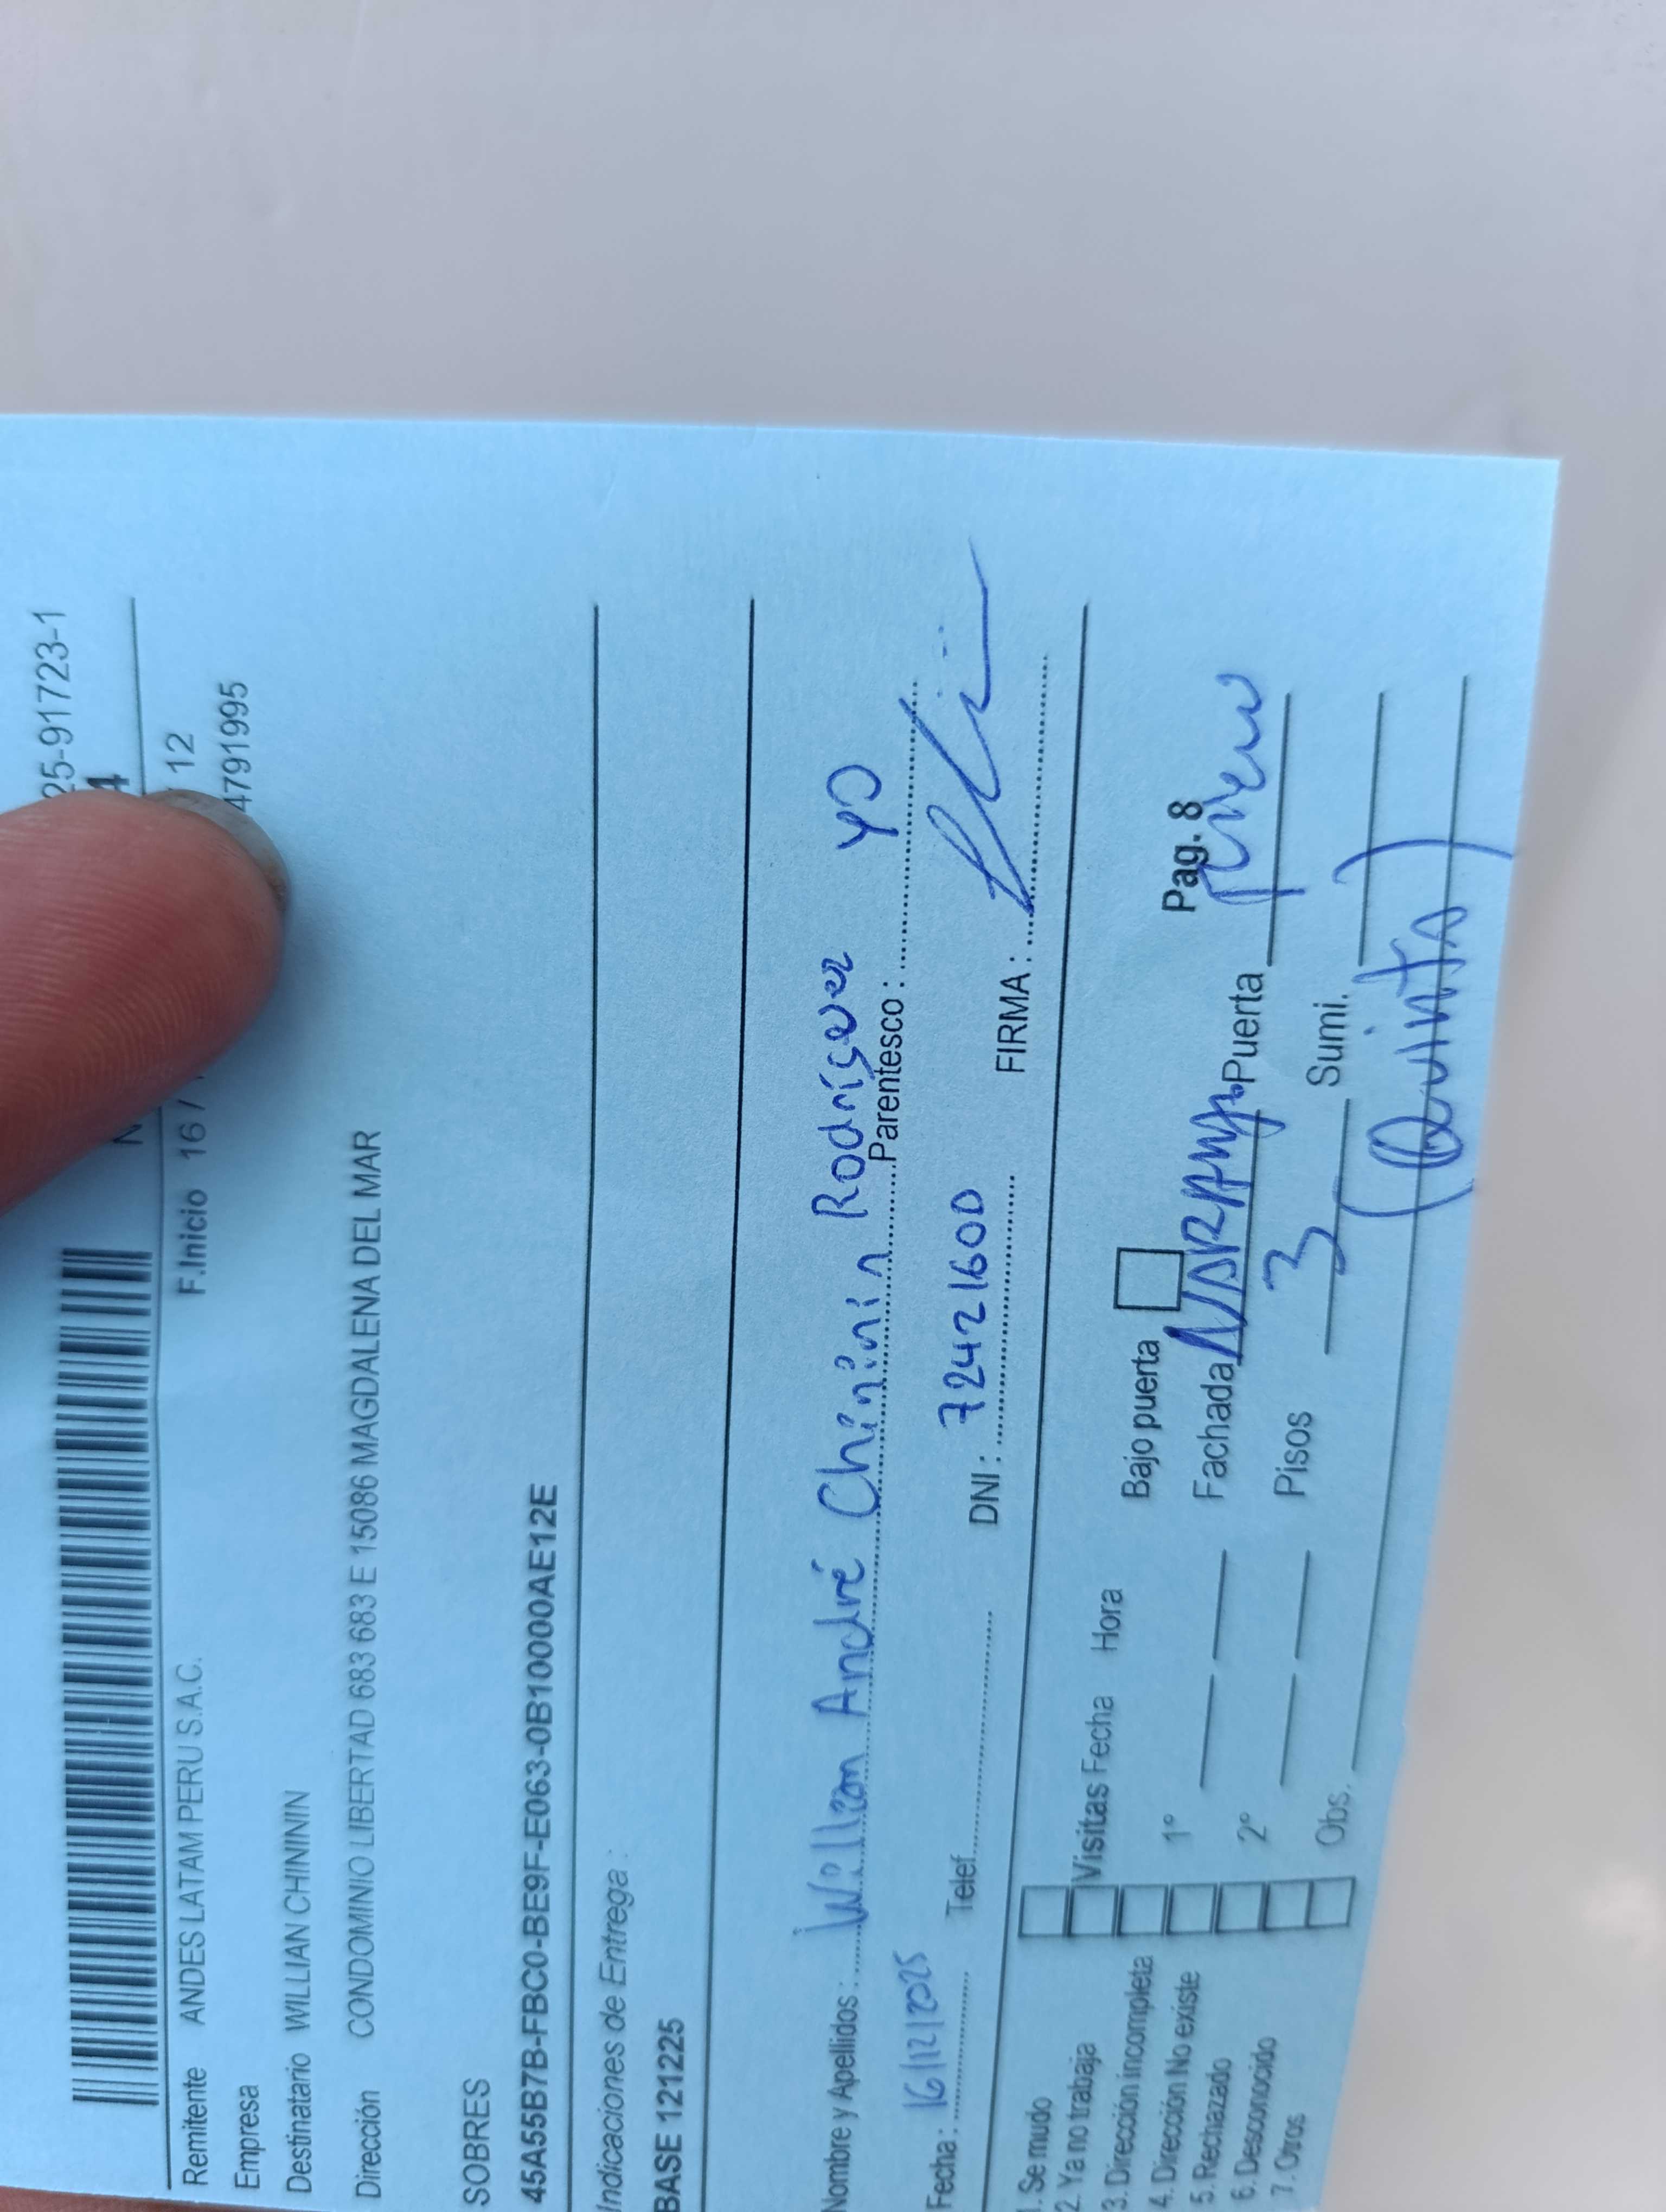 25-91723-1
N 4
Remitente ANDES LATAM PERU S.A.C. F.Inicio 16 / 12
Empresa 4791995
Destinatario WILLIAN CHININ
Dirección CONDOMINIO LIBERTAD 683 683 E 15086 MAGDALENA DEL MAR
SOBRES
45A55B7B-FBC0-BE9F-E063-0B10000AE12E
Indicaciones de Entrega :
BASE 121225
Nombre y Apellidos : Willian André Chinin Rodríguez yo
Parentesco :
Fecha : 16/12/2025 Telef. DNI : 72421600 FIRMA :
1. Se mudo
2. Ya no trabaja Visitas Fecha Hora Bajo puerta Pag. 8
3. Dirección incompleta
4. Dirección No existe 1° Fachada Puerta
5. Rechazado
6. Desconocido 2° Pisos 3 Sumi.
7. Otros Obs. (Quinta)